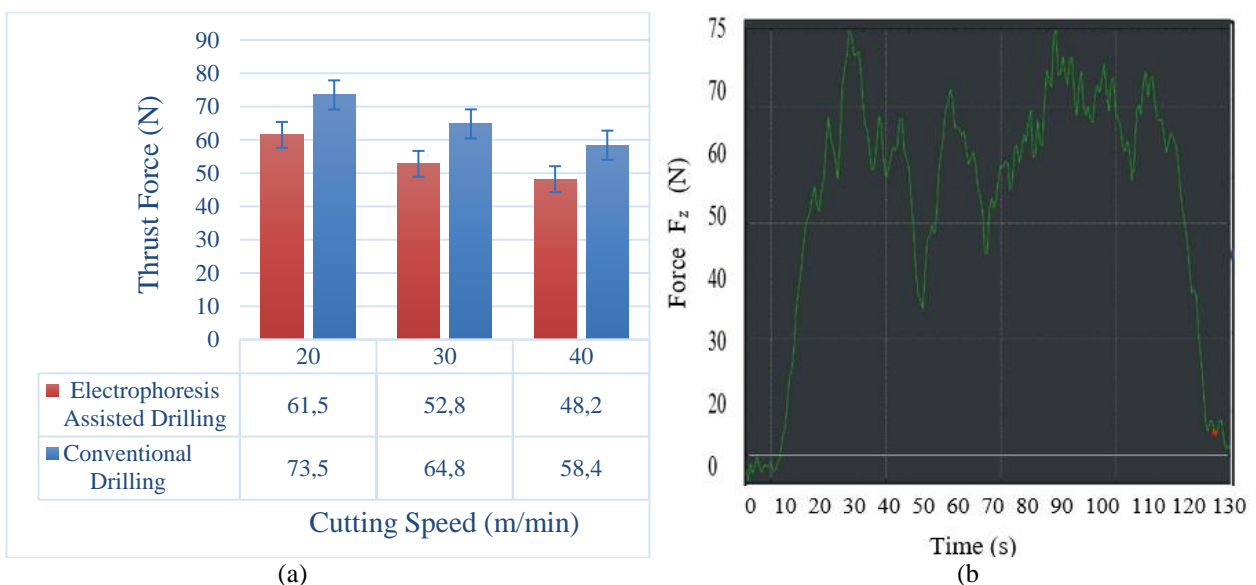 90
80
70
60
50
40
30
20
10
0
Thrust Force (N)
20 30 40
Electrophoresis
Assisted Drilling
61,5 52,8 48,2
Conventional
Drilling
73,5 64,8 58,4
Cutting Speed (m/min)
(a)
75
70
60
50
40
30
20
0
Force Fz (N)
0 10 20 30 40 50 60 70 80 90 100 110 120 130
Time (s)
(b